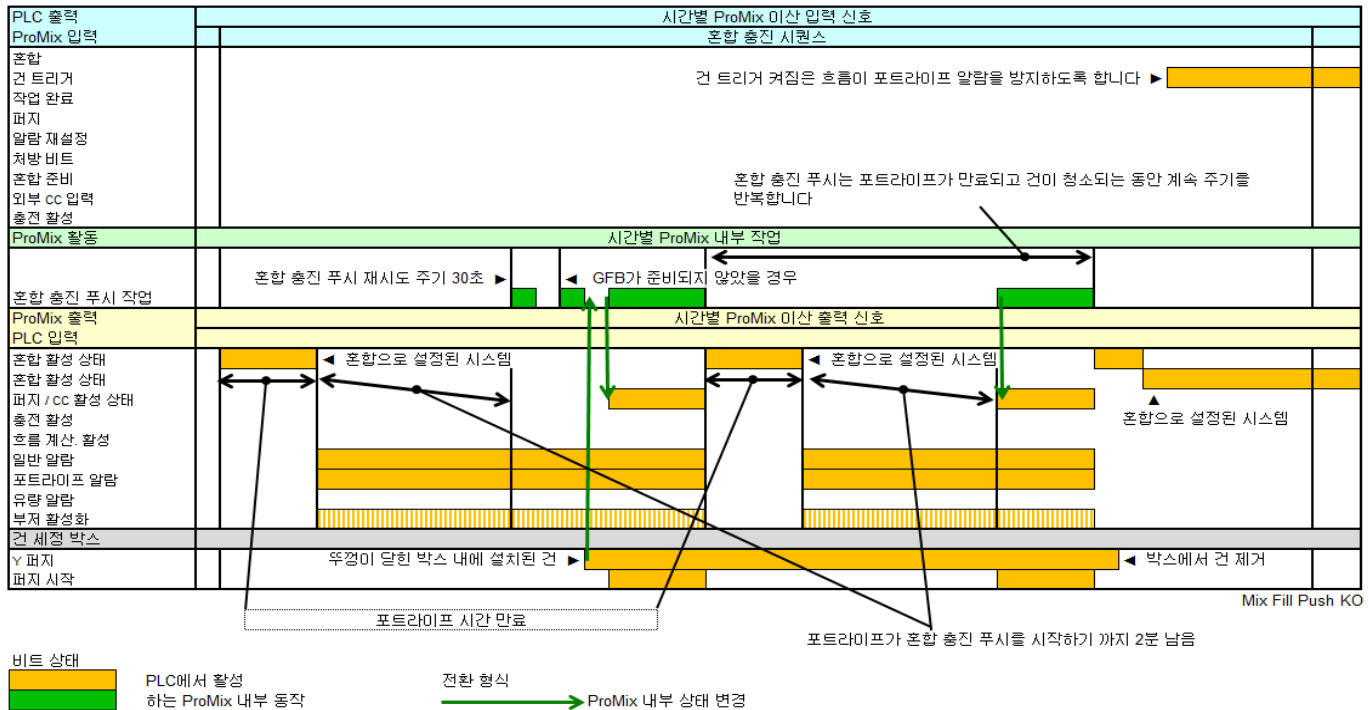 PLC 출력
시간별 ProMix 이산 입력 신호
ProMix 입력
혼합 충진 시퀀스
혼합
건 트리거
건 트리거 켜짐은 흐름이 포트라이프 알람을 방지하도록 합니다 ►
작업 완료
퍼지
알람 재설정
처방 비트
혼합 준비
외부 cc 입력
충전 활성
혼합 충진 푸시는 포트라이프가 만료되고 건이 청소되는 동안 계속 주기를
반복합니다
ProMix 활동
시간별 ProMix 내부 작업
혼합 충진 푸시 재시도 주기 30초 ►
◄ GFB가 준비되지 않았을 경우
혼합 충진 푸시 작업
ProMix 출력
시간별 ProMix 이산 출력 신호
PLC 입력
혼합 활성 상태
◄ 혼합으로 설정된 시스템
◄ 혼합으로 설정된 시스템
혼합 활성 상태
퍼지 / CC 활성 상태
▲
혼합으로 설정된 시스템
충전 활성
흐름 계산. 활성
일반 알람
포트라이프 알람
유량 알람
부저 활성화
건 세정 박스
Y 퍼지
뚜껑이 닫힌 박스 내에 설치된 건 ►
◄ 박스에서 건 제거
퍼지 시작
Mix Fill Push KO
포트라이프 시간 만료
포트라이프가 혼합 충진 푸시를 시작하기 까지 2분 남음
비트 상태
PLC에서 활성
하는 ProMix 내부 동작
전환 형식
ProMix 내부 상태 변경